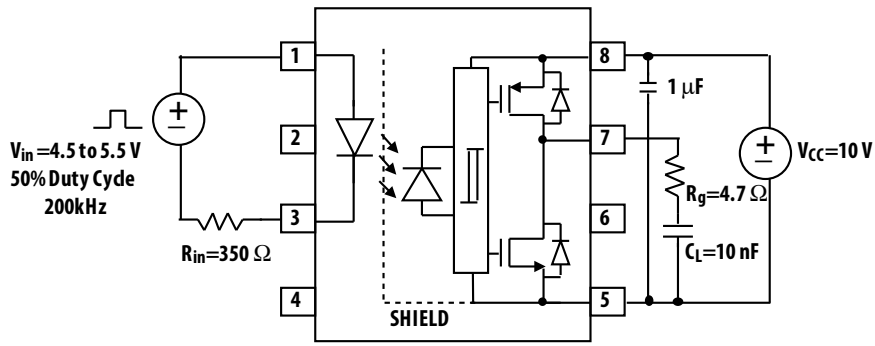 1
2
3
4
8
7
6
5
+
−
V_in =4.5 to 5.5 V
50% Duty Cycle
200kHz
R_in=350 Ω
SHIELD
1 μF
R_g=4.7 Ω
C_L=10 nF
+
−
V_CC=10 V